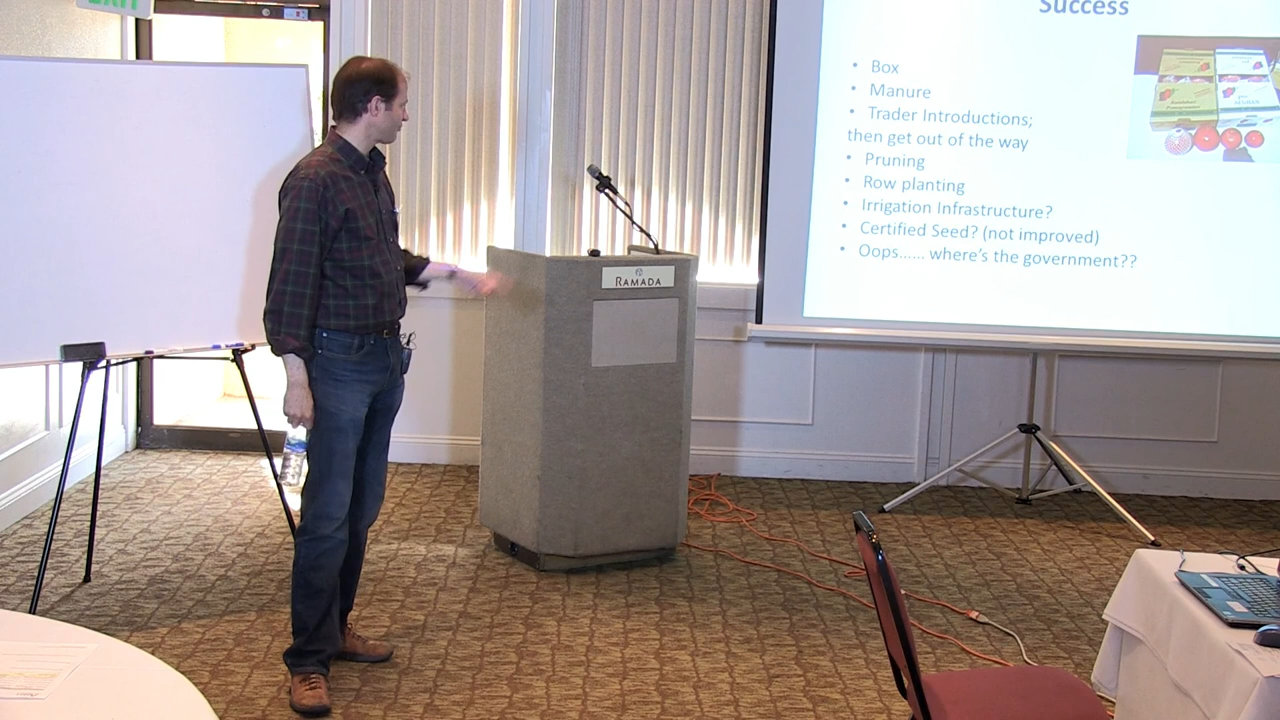 EXIT
Success
• Box
• Manure
• Trader Introductions;
then get out of the way
• Pruning
• Row planting
• Irrigation Infrastructure?
• Certified Seed? (not improved)
• Oops...... where's the government??
RAMADA